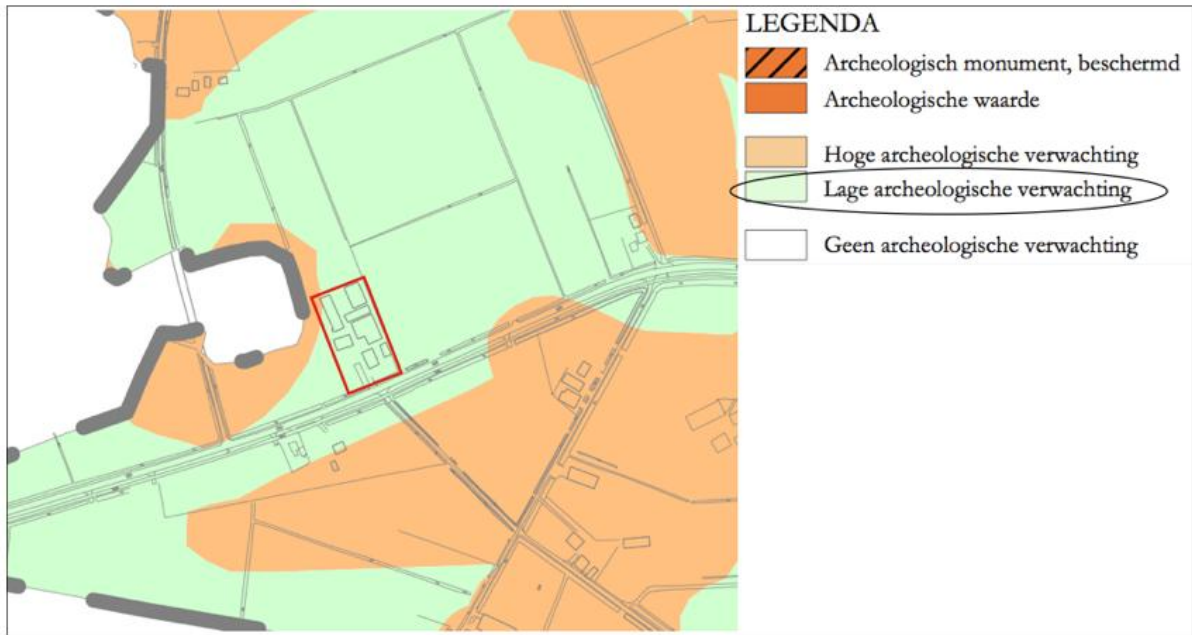 LEGENDA
Archeologisch monument, beschermd
Archeologische waarde
Hoge archeologische verwachting
Lage archeologische verwachting
Geen archeologische verwachting